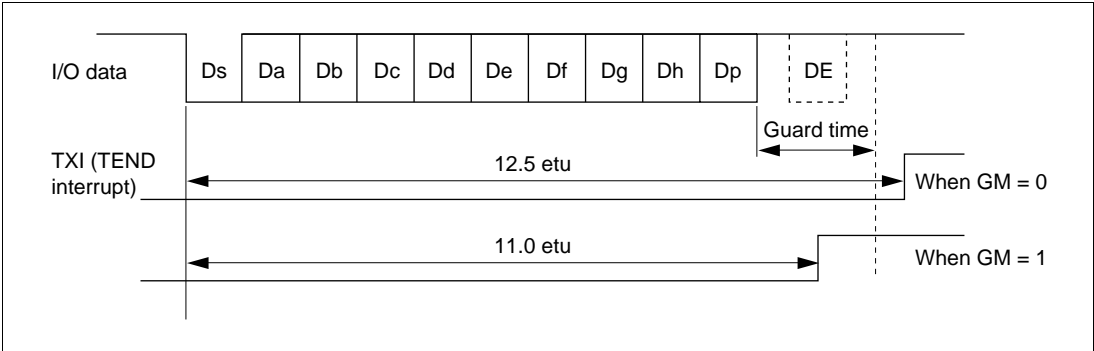 I/O data
Ds Da Db Dc Dd De Df Dg Dh Dp DE
Guard time
TXI (TEND
interrupt)
12.5 etu
When GM = 0
11.0 etu
When GM = 1